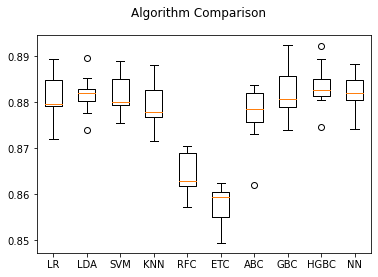 Algorithm Comparison
0.89
0.88
0.87
0.86
0.85
LR LDA SVM KNN RFC ETC ABC GBC HGBC NN